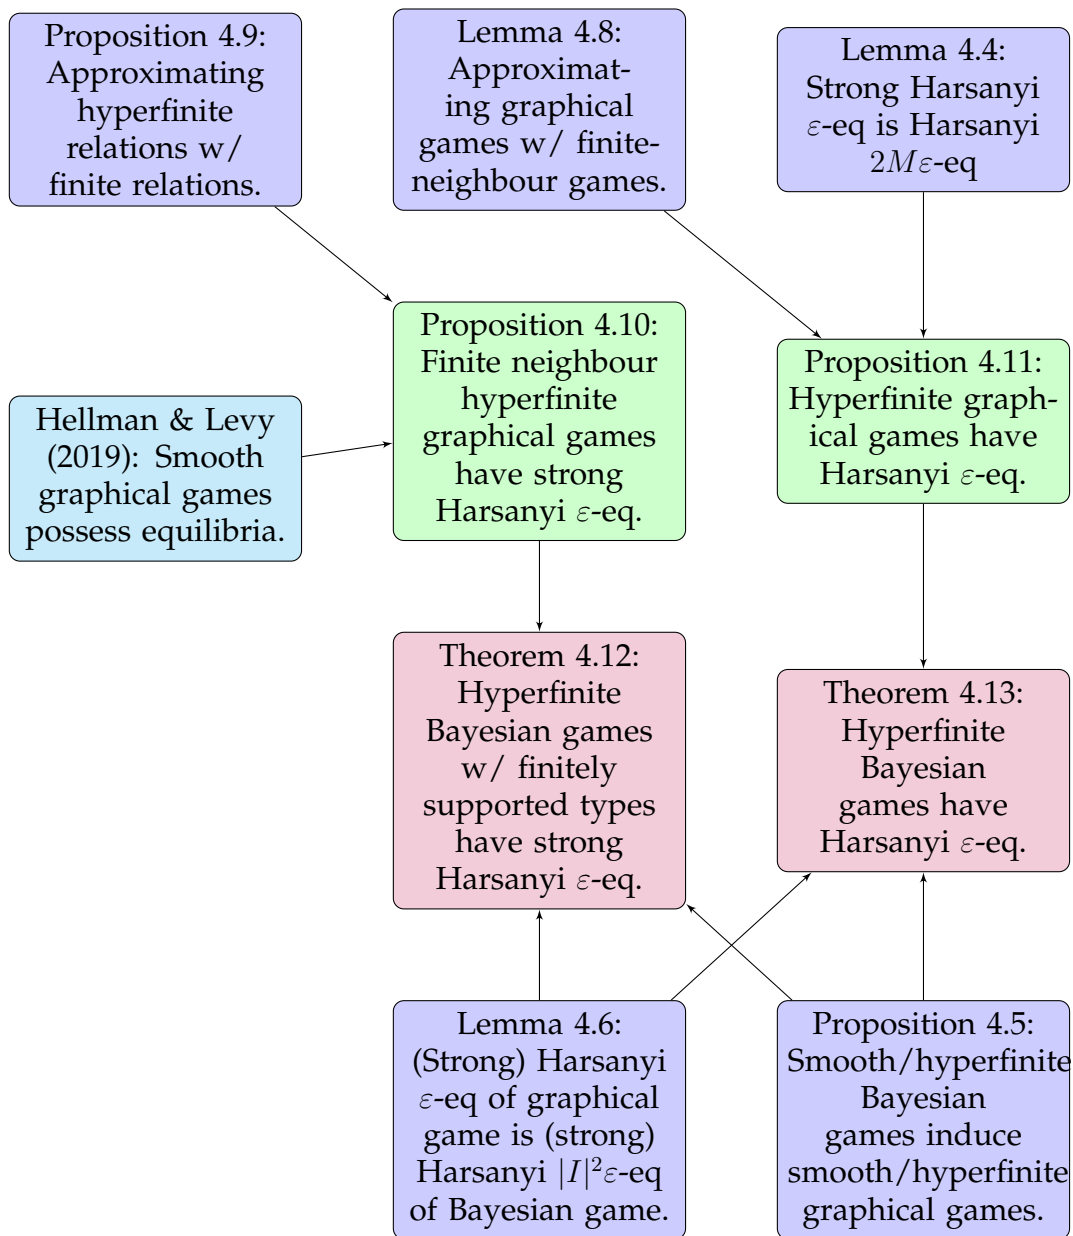 Proposition 4.9:
Approximating
hyperfinite
relations w/
finite relations.
Lemma 4.8:
Approximat-
ing graphical
games w/ finite-
neighbour games.
Lemma 4.4:
Strong Harsanyi
ε-eq is Harsanyi
2Mε-eq
Proposition 4.10:
Finite neighbour
hyperfinite
graphical games
have strong
Harsanyi ε-eq.
Proposition 4.11:
Hyperfinite graph-
ical games have
Harsanyi ε-eq.
Hellman & Levy
(2019): Smooth
graphical games
possess equilibria.
Theorem 4.12:
Hyperfinite
Bayesian games
w/ finitely
supported types
have strong
Harsanyi ε-eq.
Theorem 4.13:
Hyperfinite
Bayesian
games have
Harsanyi ε-eq.
Lemma 4.6:
(Strong) Harsanyi
ε-eq of graphical
game is (strong)
Harsanyi |I|²ε-eq
of Bayesian game.
Proposition 4.5:
Smooth/hyperfinite
Bayesian
games induce
smooth/hyperfinite
graphical games.